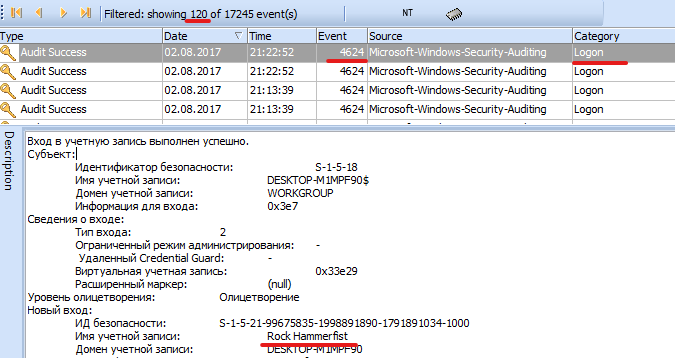 Filtered: showing 120 of 17245 event(s) NT
Type Date Time Event Source Category
Audit Success 02.08.2017 21:22:52 4624 Microsoft-Windows-Security-Auditing Logon
Audit Success 02.08.2017 21:22:52 4624 Microsoft-Windows-Security-Auditing Logon
Audit Success 02.08.2017 21:13:39 4624 Microsoft-Windows-Security-Auditing Logon
Audit Success 02.08.2017 21:13:39 4624 Microsoft-Windows-Security-Auditing Logon
Description
Вход в учетную запись выполнен успешно.
Субъект:
Идентификатор безопасности: S-1-5-18
Имя учетной записи: DESKTOP-M1MPF90$
Домен учетной записи: WORKGROUP
Информация для входа: 0x3e7
Сведения о входе:
Тип входа: 2
Ограниченный режим администрирования: -
Удаленный Credential Guard: -
Виртуальная учетная запись: 0x33e29
Расширенный маркер: (null)
Уровень олицетворения: Олицетворение
Новый вход:
ИД безопасности: S-1-5-21-99675835-1998891890-1791891034-1000
Имя учетной записи: Rock Hammerfist
Домен учетной записи: DESKTOP-M1MPF90